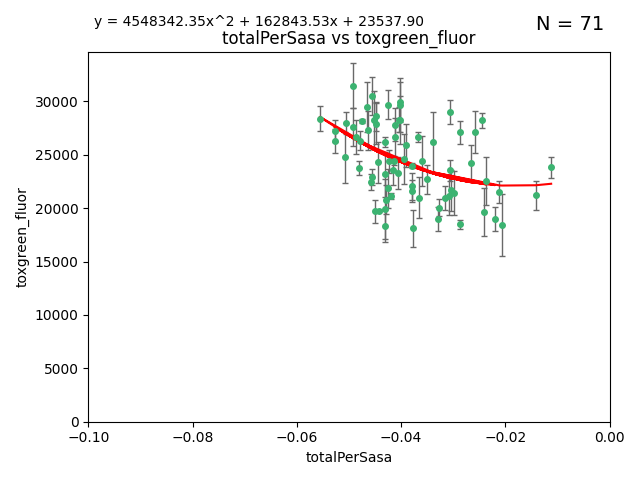 y = 4548342.35x^2 + 162843.53x + 23537.90
N = 71
totalPerSasa vs toxgreen_fluor
30000
25000
20000
15000
10000
5000
0
toxgreen_fluor
−0.10 −0.08 −0.06 −0.04 −0.02 0.00
totalPerSasa